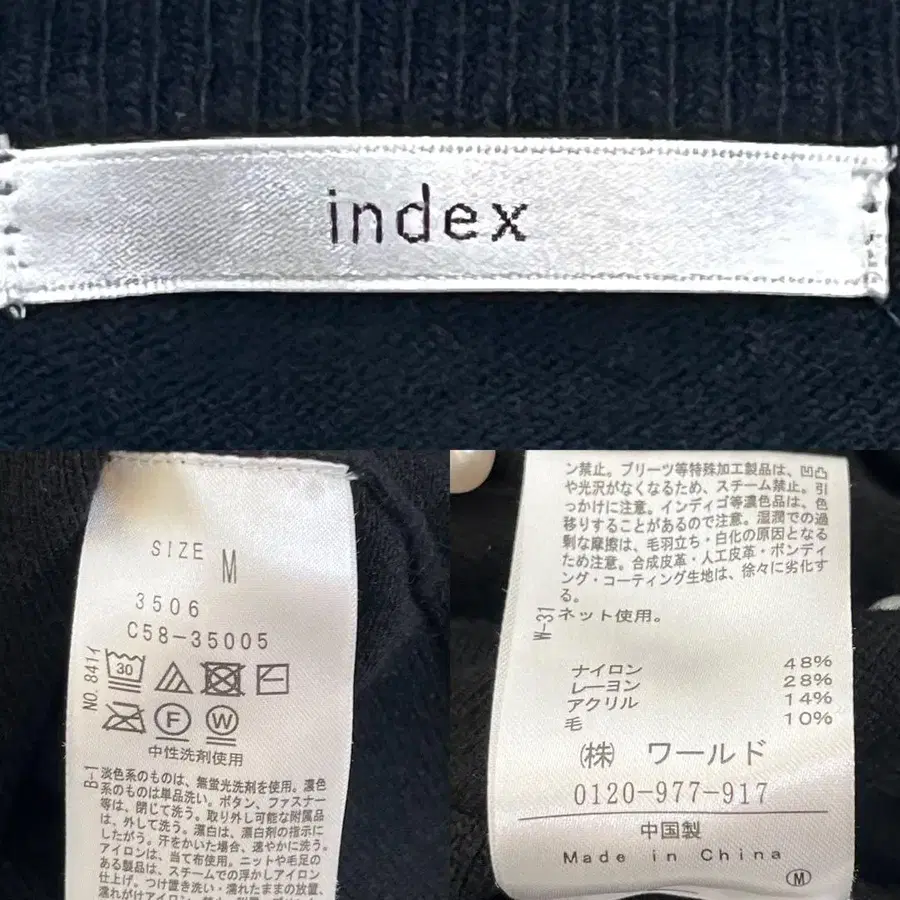 index
SIZE M
3506
C58-35005
NO. 841イ
30
F W
中性洗剤使用
B-1
淡色系のものは、無蛍光洗剤を使用。濃色
系のものは単品洗い。ボタン、ファスナー
等は、閉じて洗う。取り外し可能な附属品
は、外して洗う。漂白は、漂白剤の指示に
したがう。汗をかいた場合、速やかに洗う。
アイロンは、当て布使用。ニットや毛足の
ある製品は、スチームでの浮かしアイロン
仕上げ。つけ置き洗い・濡れたままの放置、
ン禁止。プリーツ等特殊加工製品は、凹凸
や光沢がなくなるため、スチーム禁止。引
っかけに注意。インディゴ等濃色品は、色
移りすることがあるので注意。湿潤での過
剰な摩擦は、毛羽立ち・白化の原因となる
ため注意。合成皮革・人工皮革・ボンディ
ング・コーティング生地は、徐々に劣化す
る。
W-31
ネット使用。
ナイロン 48%
レーヨン 28%
アクリル 14%
毛 10%
(株) ワールド
0120-977-917
中国製
Made in China
M